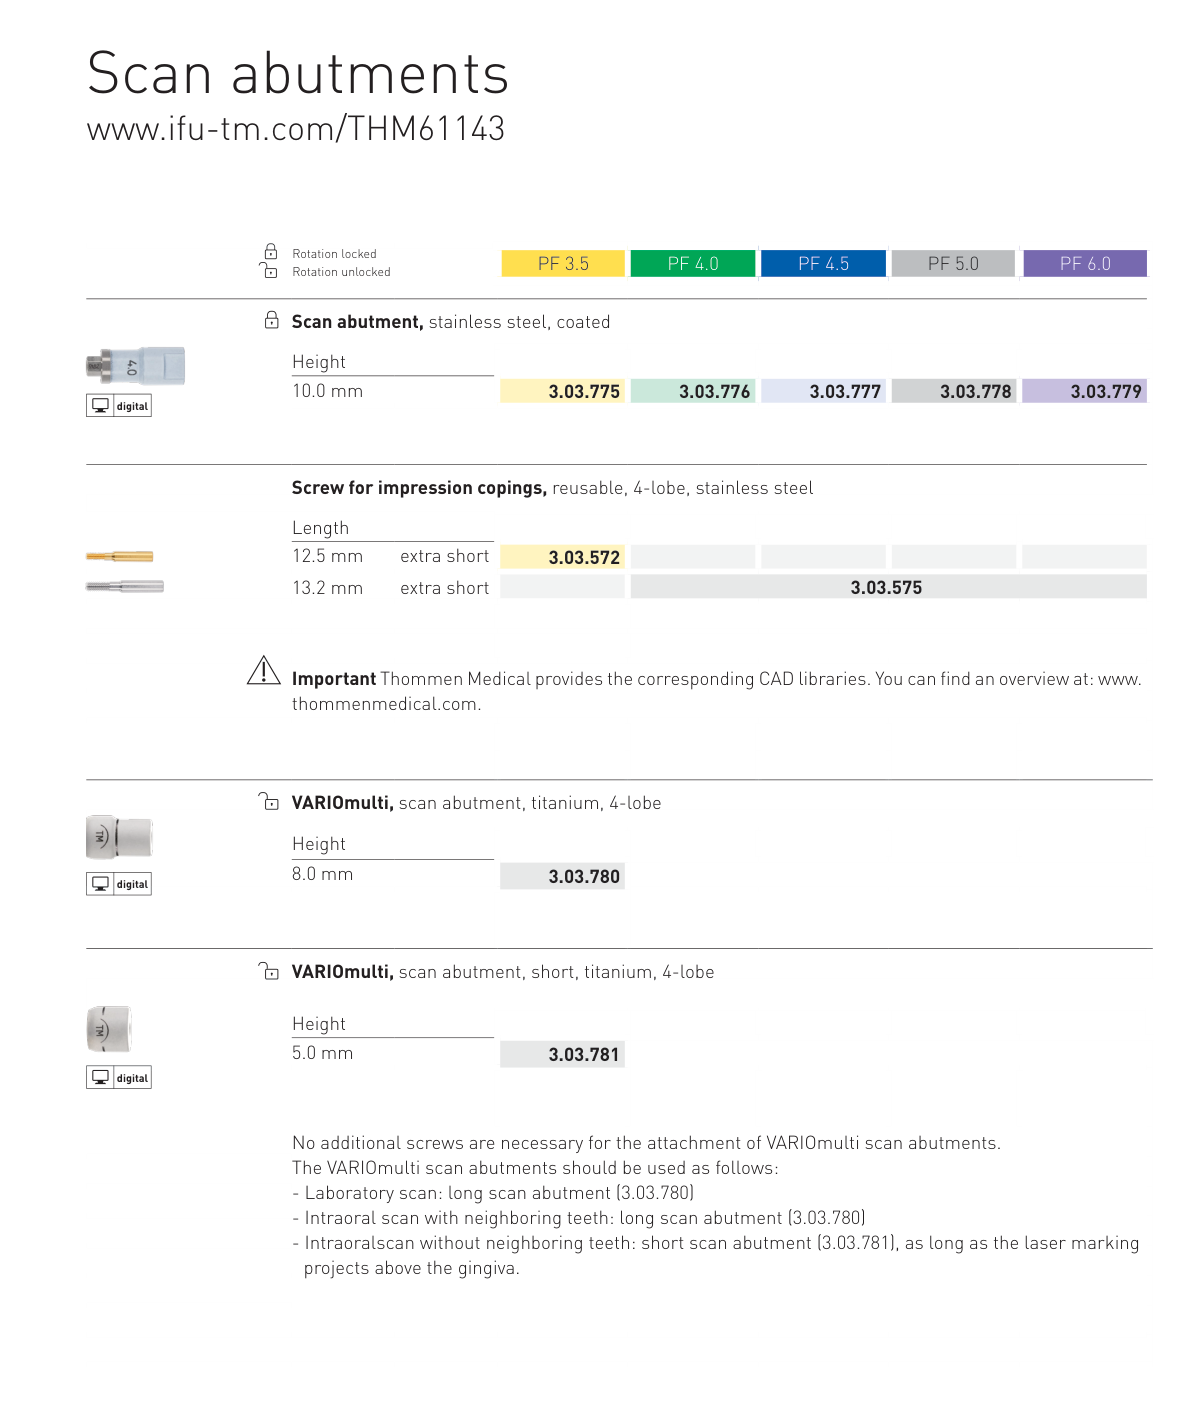 Scan abutments
www.ifu-tm.com/THM61143
Rotation locked
Rotation unlocked
PF 3.5 PF 4.0 PF 4.5 PF 5.0 PF 6.0
Scan abutment, stainless steel, coated
4.0
Height
10.0 mm 3.03.775 3.03.776 3.03.777 3.03.778 3.03.779
digital
Screw for impression copings, reusable, 4-lobe, stainless steel
Length
12.5 mm extra short 3.03.572
13.2 mm extra short 3.03.575
Important Thommen Medical provides the corresponding CAD libraries. You can find an overview at: www.
thommenmedical.com.
VARIOmulti, scan abutment, titanium, 4-lobe
TM
Height
8.0 mm 3.03.780
digital
VARIOmulti, scan abutment, short, titanium, 4-lobe
TM
Height
5.0 mm 3.03.781
digital
No additional screws are necessary for the attachment of VARIOmulti scan abutments.
The VARIOmulti scan abutments should be used as follows:
- Laboratory scan: long scan abutment (3.03.780)
- Intraoral scan with neighboring teeth: long scan abutment (3.03.780)
- Intraoralscan without neighboring teeth: short scan abutment (3.03.781), as long as the laser marking
projects above the gingiva.